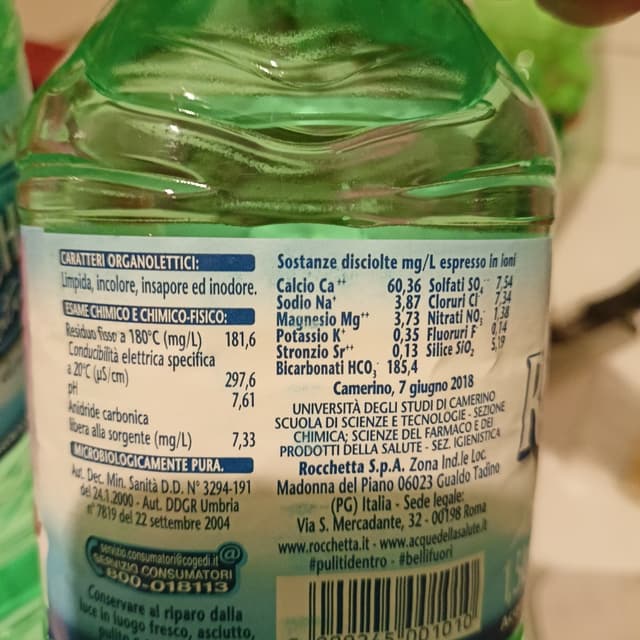 CARATTERI ORGANOLETTICI:
Limpida, incolore, insapore ed inodore.
ESAME CHIMICO E CHIMICO-FISICO:
Residuo fisso a 180°C (mg/L) 181,6
Conducibilità elettrica specifica
a 20°C (µS/cm) 297,6
pH 7,61
Anidride carbonica
libera alla sorgente (mg/L) 7,33
MICROBIOLOGICAMENTE PURA.
Aut. Dec. Min. Sanità D.D. N° 3294-191
del 24.1.2000 - Aut. DDGR Umbria
n° 7819 del 22 settembre 2004
servizio.consumatori@cogedi.it @
SERVIZIO CONSUMATORI
800-018113
Conservare al riparo dalla
luce in luogo fresco, asciutto,
Sostanze disciolte mg/L espresso in ioni
Calcio Ca++ 60,36 Solfati SO4-- 7,54
Sodio Na+ 3,87 Cloruri Cl- 7,34
Magnesio Mg++ 3,73 Nitrati NO3- 1,38
Potassio K+ 0,35 Fluoruri F- 0,14
Stronzio Sr++ 0,13 Silice SiO2 5,19
Bicarbonati HCO3- 185,4
Camerino, 7 giugno 2018
UNIVERSITÀ DEGLI STUDI DI CAMERINO
SCUOLA DI SCIENZE E TECNOLOGIE - SEZIONE
CHIMICA; SCIENZE DEL FARMACO E DEI
PRODOTTI DELLA SALUTE - SEZ. IGIENISTICA
Rocchetta S.p.A. Zona Ind.le Loc.
Madonna del Piano 06023 Gualdo Tadino
(PG) Italia - Sede legale:
Via S. Mercadante, 32 - 00198 Roma
www.rocchetta.it - www.acquedellasalute.it
#pulitidentro - #bellifuori